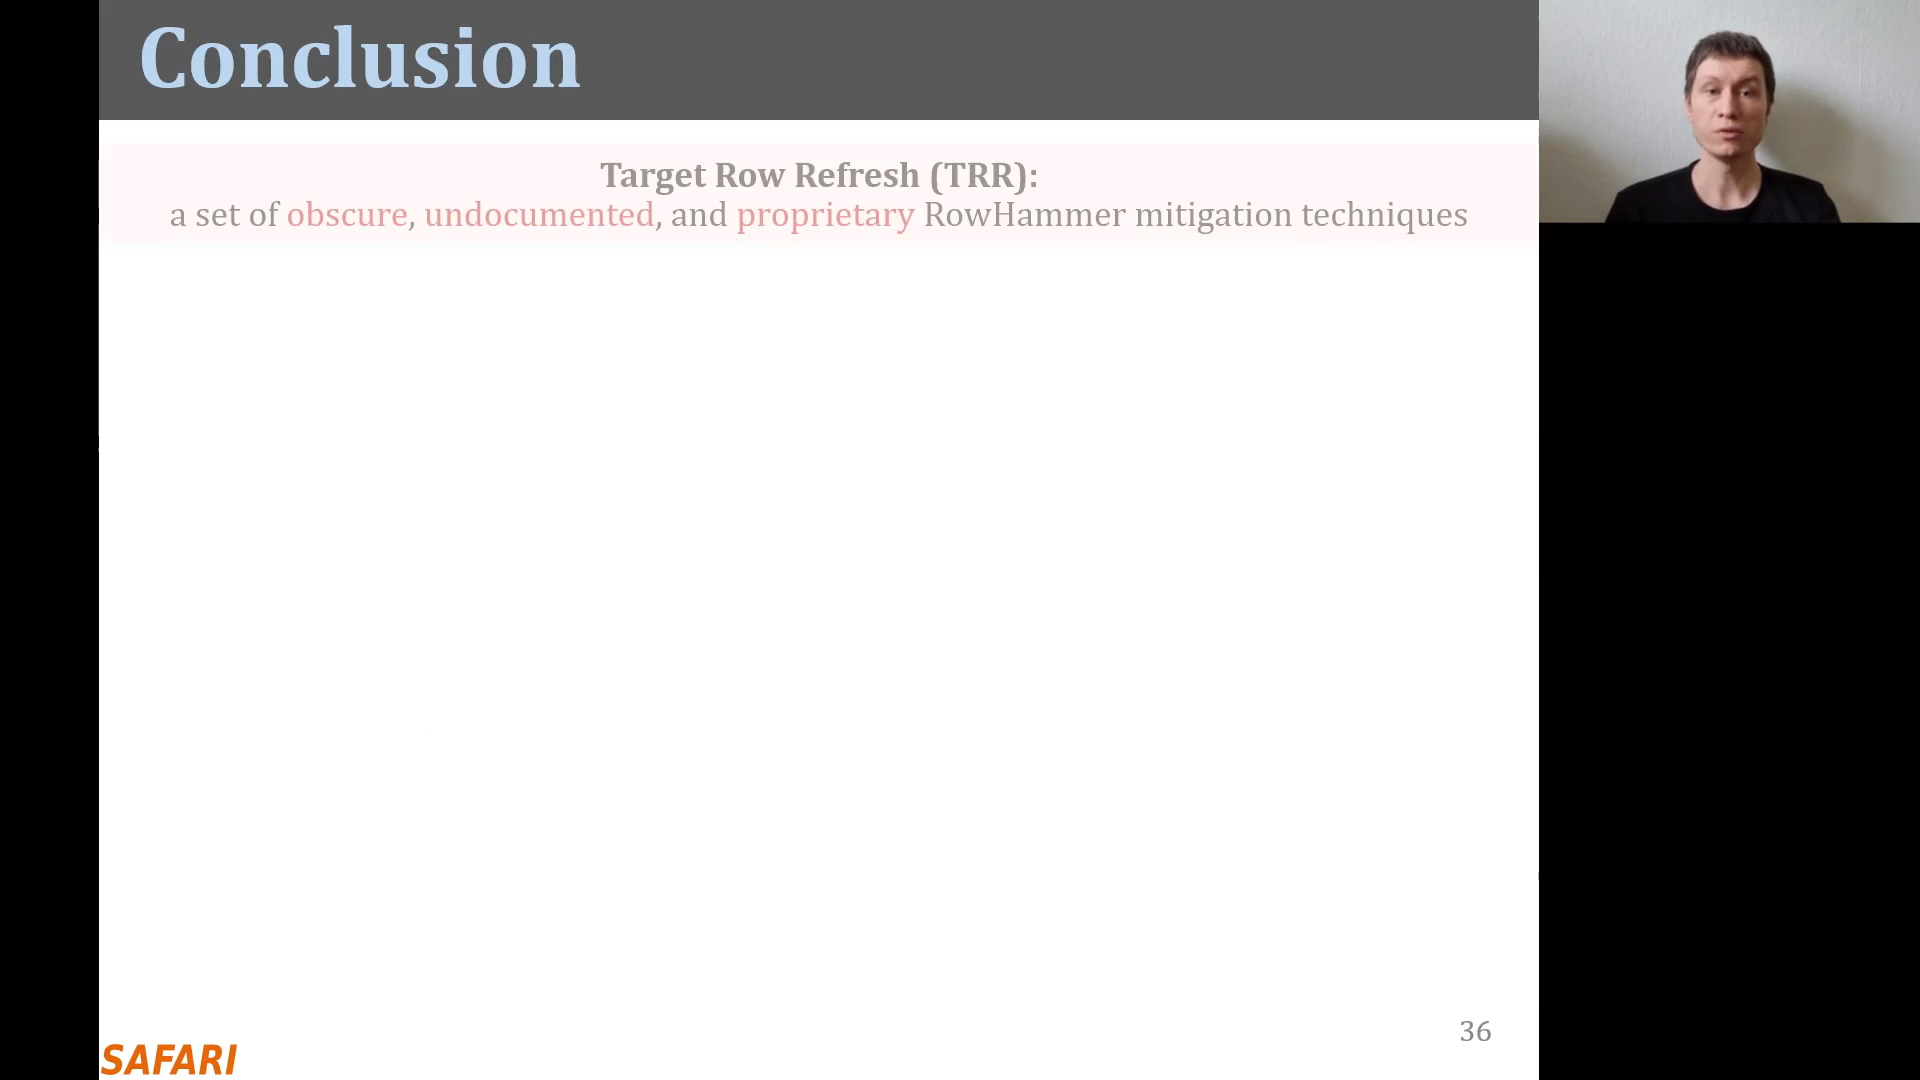 Conclusion
Target Row Refresh (TRR):
a set of obscure, undocumented, and proprietary RowHammer mitigation techniques
36
SAFARI